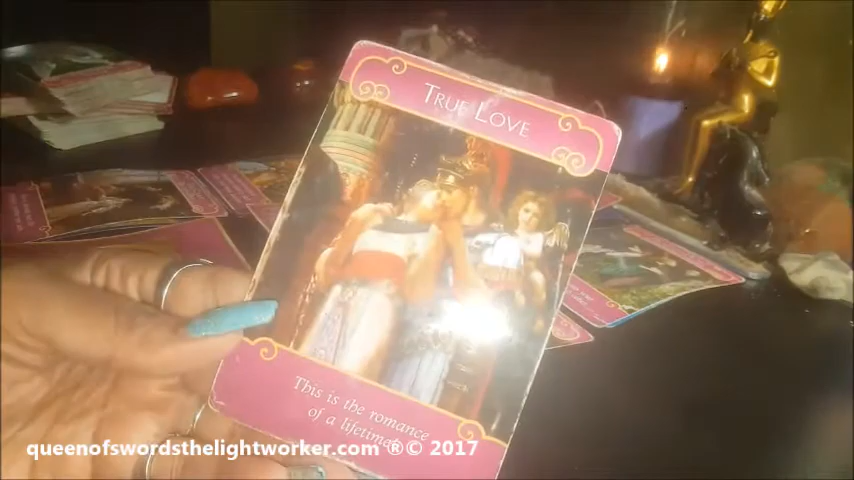 True Love
This is the romance
of a lifetime.
queenofswordsthelightworker.com ®© 2017